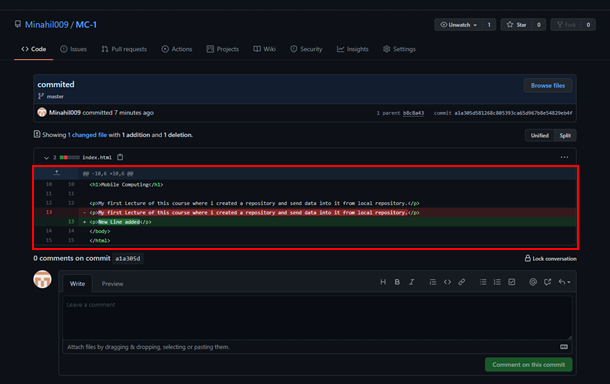 Minahil009 / MC-1
Unwatch 1 Star 0 Fork 0
Code Issues Pull requests Actions Projects Wiki Security Insights Settings
commited
Browse files
master
Minahil009 committed 7 minutes ago
1 parent b8c8a43 commit a1a305d581268c805393ca65d967b8e54829eb4f
Showing 1 changed file with 1 addition and 1 deletion.
Unified Split
2 index.html
@@ -10,6 +10,6 @@
10 10 <h1>Mobile Computing</h1>
11 11
12 12 <p>My first Lecture of this course where i created a repository and send data into it from local repository.</p>
13 - <p>My first Lecture of this course where i created a repository and send data into it from local repository.</p>
13 + <p>New Line added</p>
14 14 </body>
15 15 </html>
0 comments on commit a1a305d
Lock conversation
Write Preview
Leave a comment
Attach files by dragging & dropping, selecting or pasting them.
Comment on this commit